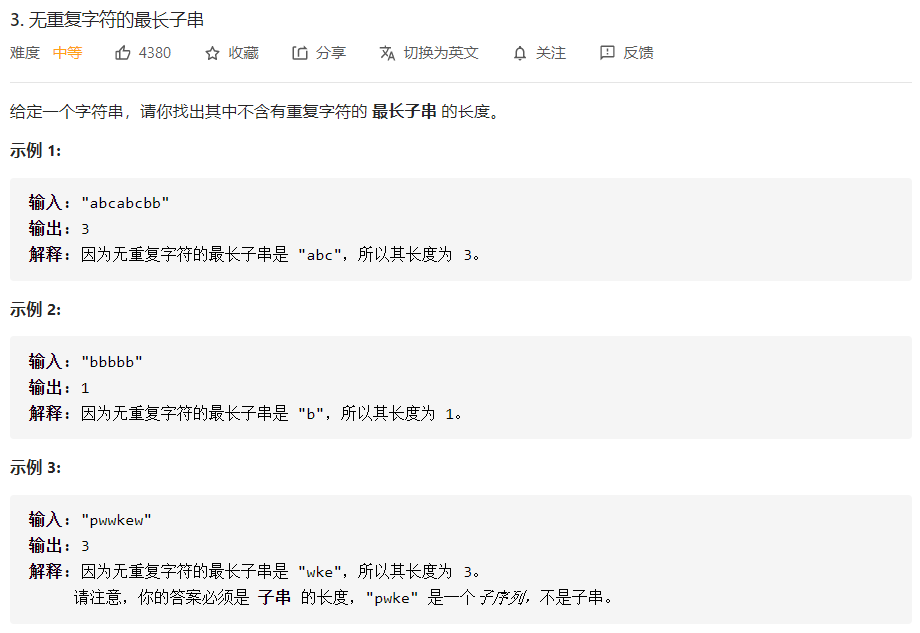 3. 无重复字符的最长子串
难度 中等 4380 收藏 分享 切换为英文 关注 反馈
给定一个字符串，请你找出其中不含有重复字符的 最长子串 的长度。
示例 1:
输入: "abcabcbb"
输出: 3
解释: 因为无重复字符的最长子串是 "abc"，所以其长度为 3。
示例 2:
输入: "bbbbb"
输出: 1
解释: 因为无重复字符的最长子串是 "b"，所以其长度为 1。
示例 3:
输入: "pwwkew"
输出: 3
解释: 因为无重复字符的最长子串是 "wke"，所以其长度为 3。
请注意，你的答案必须是 子串 的长度，"pwke" 是一个子序列，不是子串。